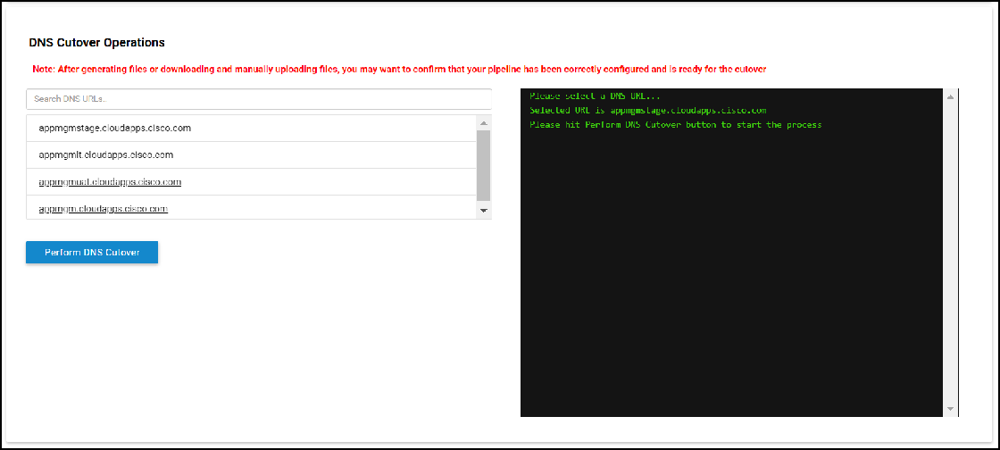 DNS Cutover Operations
Note: After generating files or downloading and manually uploading files, you may want to confirm that your pipeline has been correctly configured and is ready for the cutover
Search DNS URLs..
appmgmstage.cloudapps.cisco.com
appmgmlt.cloudapps.cisco.com
appmgmuat.cloudapps.cisco.com
appmgm.cloudapps.cisco.com
Perform DNS Cutover
Please select a DNS URL...
Selected URL is appmgmstage.cloudapps.cisco.com
Please hit Perform DNS Cutover button to start the process